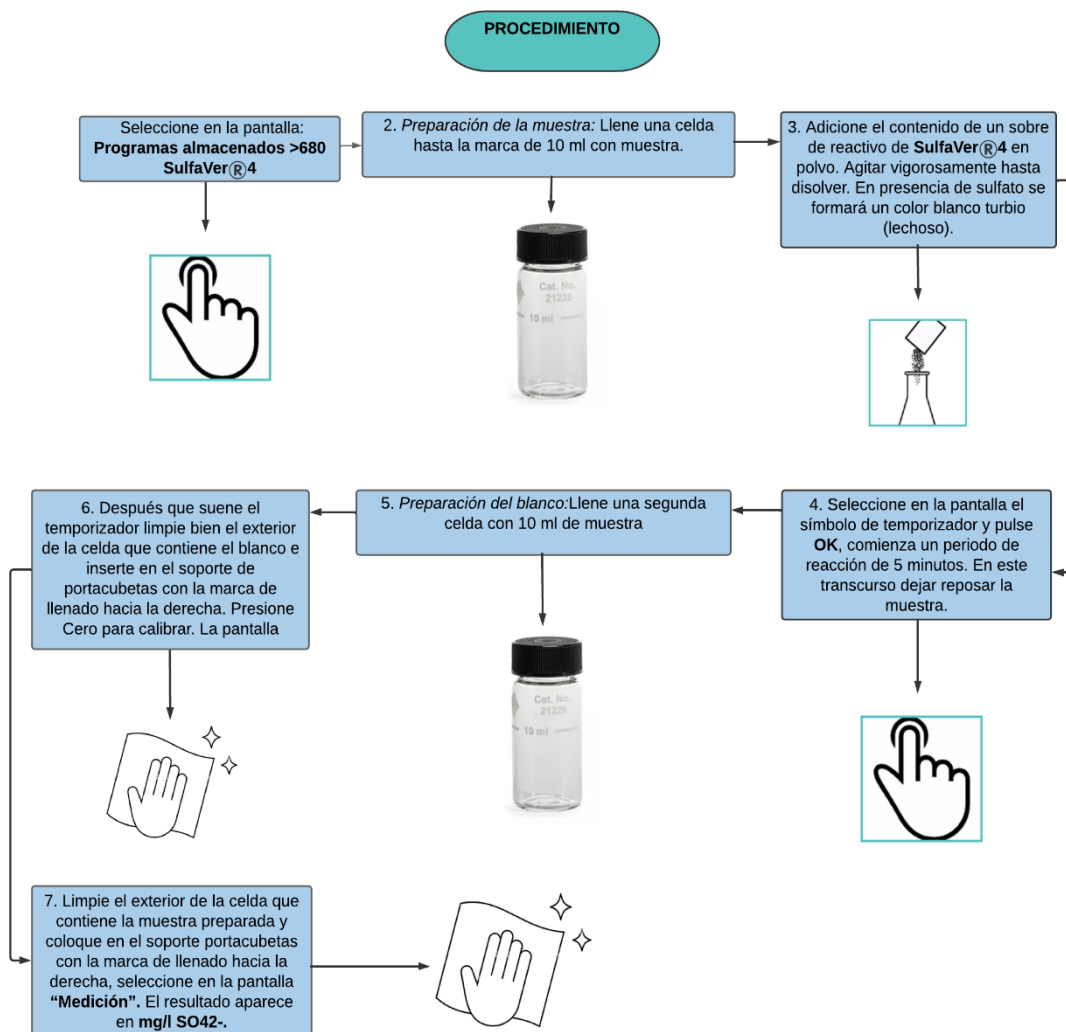 PROCEDIMIENTO
Seleccione en la pantalla:
Programas almacenados >680
SulfaVer®4
2. Preparación de la muestra: Llene una celda
hasta la marca de 10 ml con muestra.
3. Adicione el contenido de un sobre
de reactivo de SulfaVer®4 en
polvo. Agitar vigorosamente hasta
disolver. En presencia de sulfato se
formará un color blanco turbio
(lechoso).
Cat. No.
21228
10 ml
4. Seleccione en la pantalla el
símbolo de temporizador y pulse
OK, comienza un periodo de
reacción de 5 minutos. En este
transcurso dejar reposar la
muestra.
5. Preparación del blanco:Llene una segunda
celda con 10 ml de muestra
Cat. No.
21228
10 ml
6. Después que suene el
temporizador limpie bien el exterior
de la celda que contiene el blanco e
inserte en el soporte de
portacubetas con la marca de
llenado hacia la derecha. Presione
Cero para calibrar. La pantalla
7. Limpie el exterior de la celda que
contiene la muestra preparada y
coloque en el soporte portacubetas
con la marca de llenado hacia la
derecha, seleccione en la pantalla
“Medición”. El resultado aparece
en mg/l SO42-.